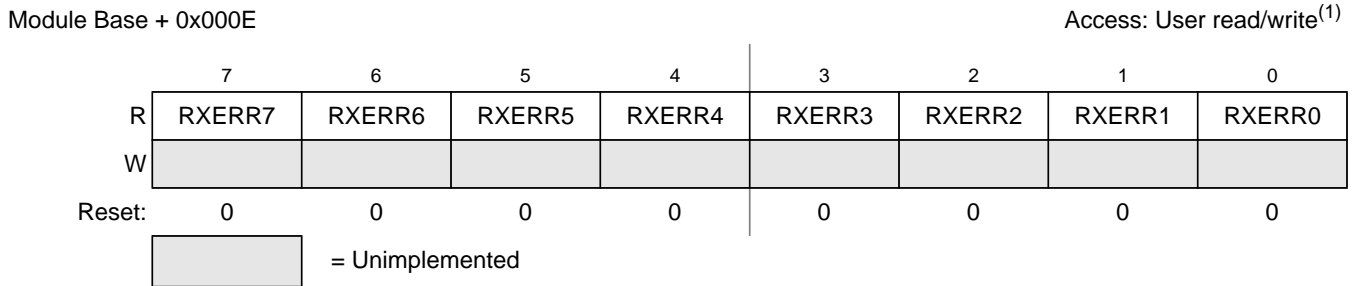 Module Base + 0x000E Access: User read/write(1)
7 6 5 4 3 2 1 0
R RXERR7 RXERR6 RXERR5 RXERR4 RXERR3 RXERR2 RXERR1 RXERR0
W
Reset: 0 0 0 0 0 0 0 0
= Unimplemented